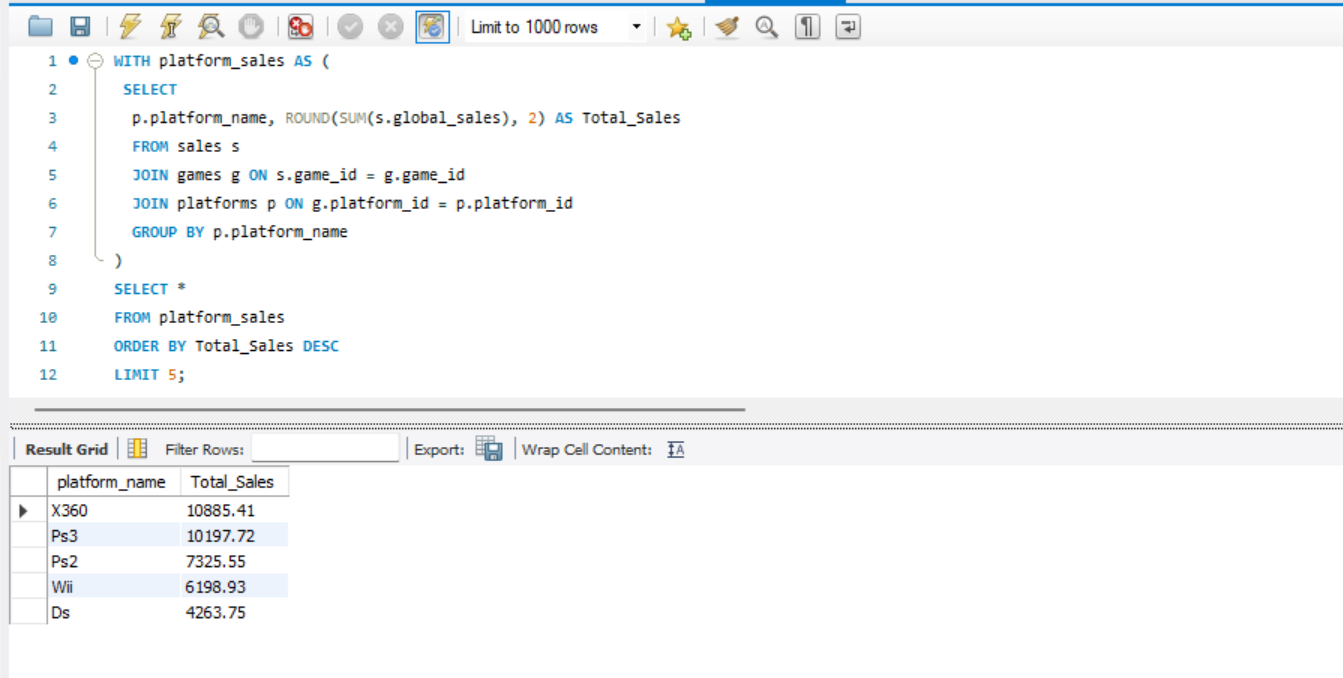 Limit to 1000 rows
1 WITH platform_sales AS (
2 SELECT
3 p.platform_name, ROUND(SUM(s.global_sales), 2) AS Total_Sales
4 FROM sales s
5 JOIN games g ON s.game_id = g.game_id
6 JOIN platforms p ON g.platform_id = p.platform_id
7 GROUP BY p.platform_name
8 )
9 SELECT *
10 FROM platform_sales
11 ORDER BY Total_Sales DESC
12 LIMIT 5;
Result Grid Filter Rows: Export: Wrap Cell Content:
platform_name Total_Sales
X360 10885.41
Ps3 10197.72
Ps2 7325.55
Wii 6198.93
Ds 4263.75